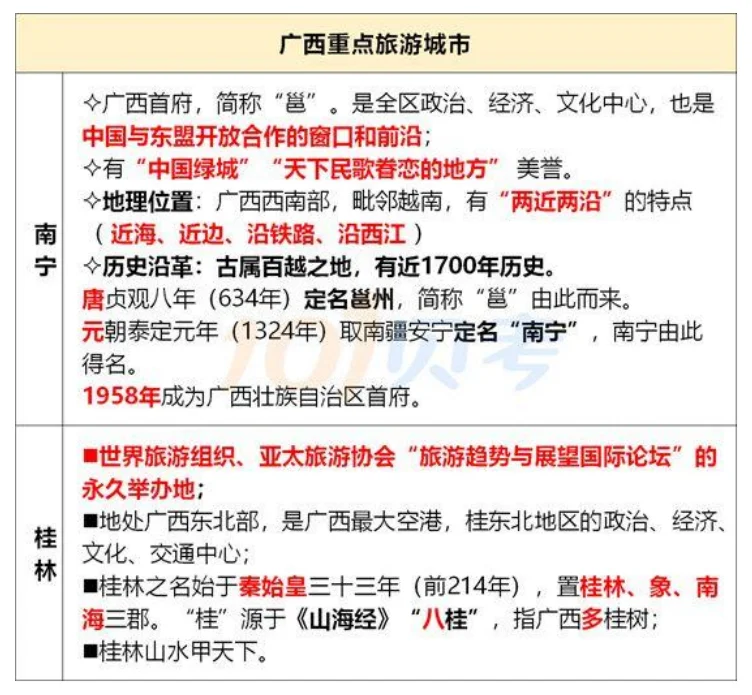 广西重点旅游城市
南宁
✧广西首府，简称“邕”。是全区政治、经济、文化中心，也是
中国与东盟开放合作的窗口和前沿；
✧有“中国绿城”“天下民歌眷恋的地方”美誉。
✧地理位置：广西西南部，毗邻越南，有“两近两沿”的特点
（近海、近边、沿铁路、沿西江）
✧历史沿革：古属百越之地，有近1700年历史。
唐贞观八年（634年）定名邕州，简称“邕”由此而来。
元朝泰定元年（1324年）取南疆安宁定名“南宁”，南宁由此
得名。
1958年成为广西壮族自治区首府。
桂林
■世界旅游组织、亚太旅游协会“旅游趋势与展望国际论坛”的
永久举办地；
■地处广西东北部，是广西最大空港，桂东北地区的政治、经济、
文化、交通中心；
■桂林之名始于秦始皇三十三年（前214年），置桂林、象、南
海三郡。“桂”源于《山海经》“八桂”，指广西多桂树；
■桂林山水甲天下。
101贝考